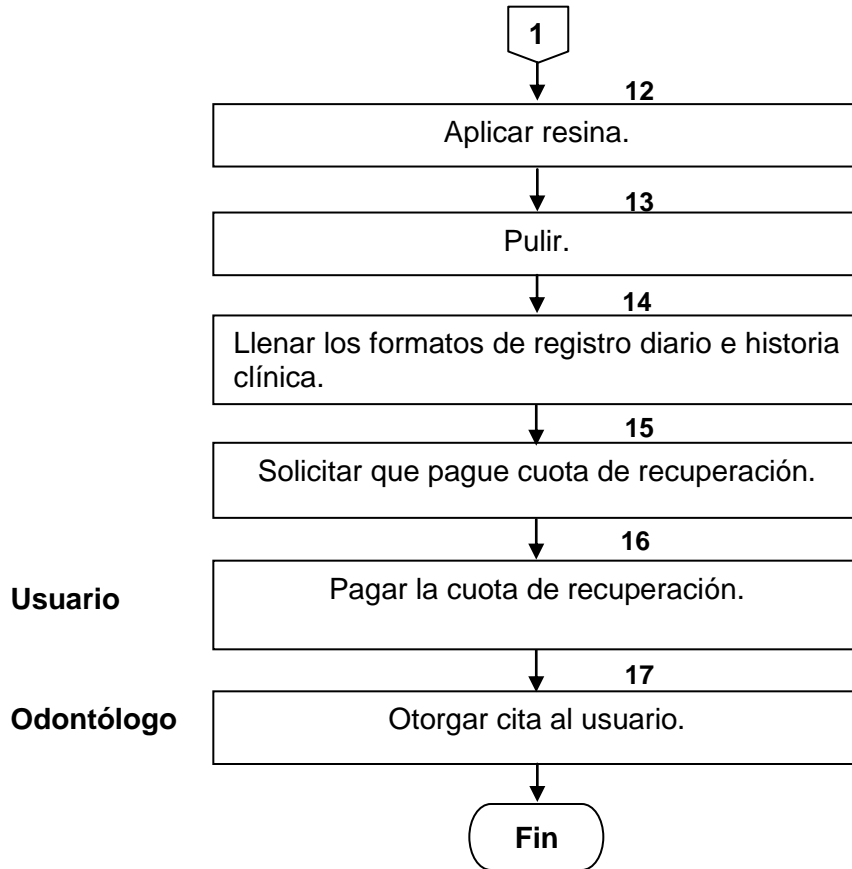 1
12
Aplicar resina.
13
Pulir.
14
Llenar los formatos de registro diario e historia
clínica.
15
Solicitar que pague cuota de recuperación.
16
Usuario
Pagar la cuota de recuperación.
17
Odontólogo
Otorgar cita al usuario.
Fin